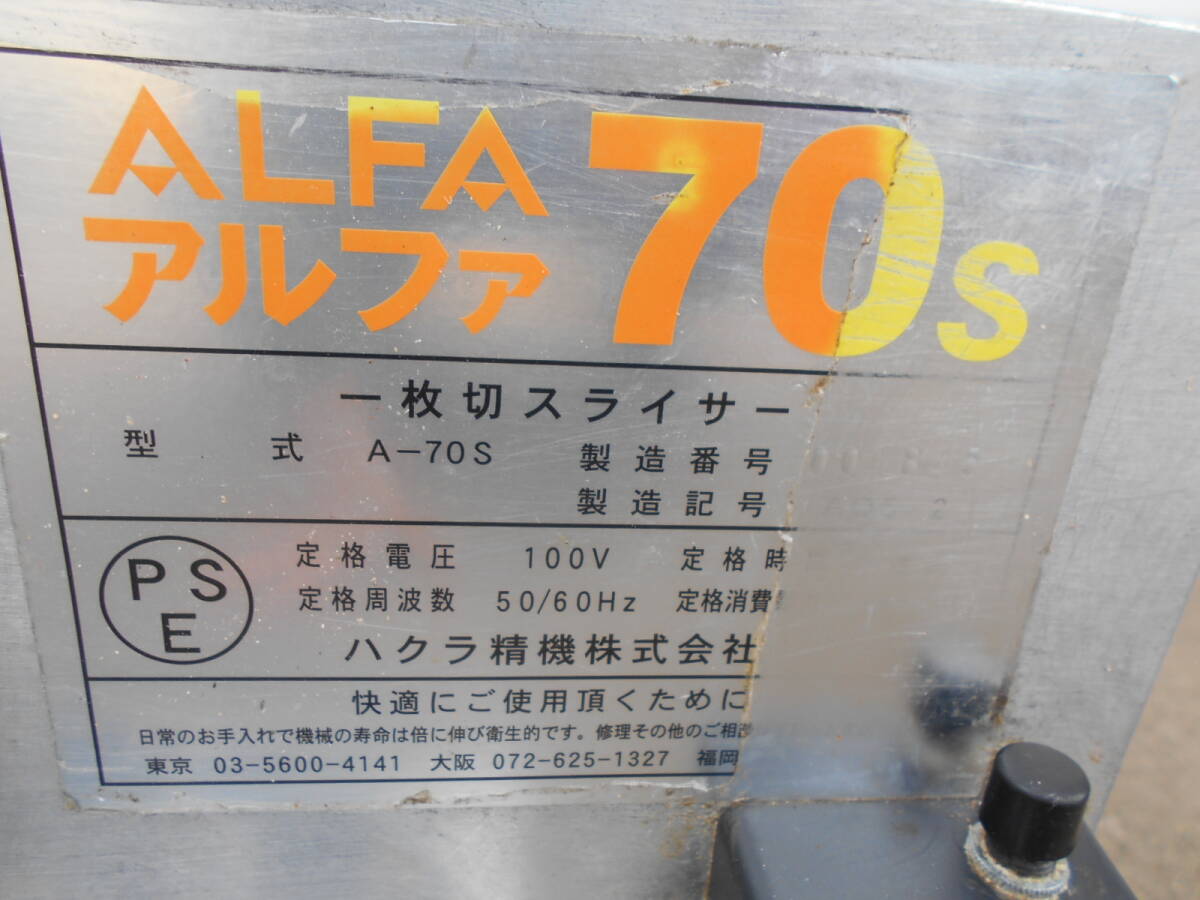 ALFA
アルファ 70s
一枚切スライサー
型 式 A-70S 製造番号
製造記号
PSE 定格電圧 100V 定格時
定格周波数 50/60Hz 定格消費
ハクラ精機株式会社
快適にご使用頂くために
日常のお手入れで機械の寿命は倍に伸び衛生的です。修理その他のご相談
東京 03-5600-4141 大阪 072-625-1327 福岡